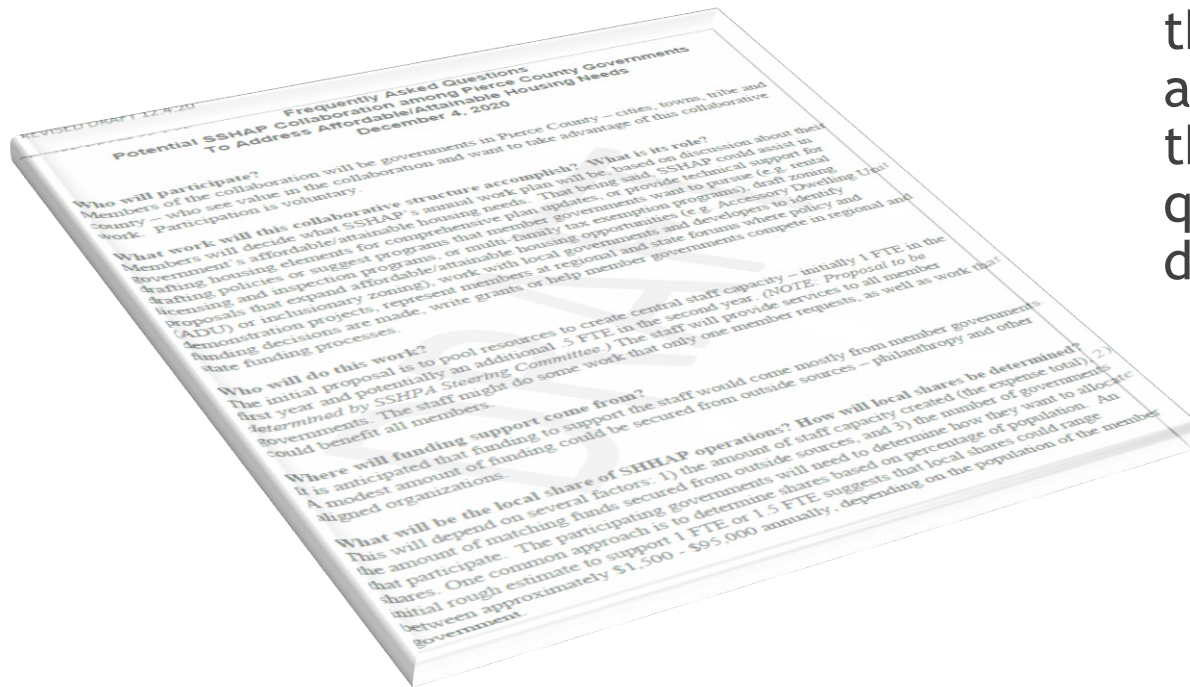 REVISED DRAFT 12.4.20
Frequently Asked Questions
Potential SSHAP Collaboration among Pierce County Governments
To Address Affordable/Attainable Housing Needs
December 4, 2020
Who will participate?
Members of the collaboration will be governments in Pierce County – cities, towns, tribe and
county – who see value in the collaboration and want to take advantage of this collaborative
work. Participation is voluntary.
What work will this collaborative structure accomplish? What is its role?
Members will decide what SSHAP's annual work plan will be, based on discussion about their
government's affordable/attainable housing needs. That being said, SSHAP could assist in
drafting housing elements for comprehensive plan updates, or provide technical support for
drafting policies or suggest programs that member governments want to pursue (e.g. rental
licensing and inspection programs, or multi-family tax exemption programs), draft zoning
proposals that expand affordable/attainable housing opportunities (e.g. Accessory Dwelling Unit
(ADU) or inclusionary zoning), work with local governments and developers to identify
demonstration projects, represent members at regional and state forums where policy and
funding decisions are made, write grants or help member governments compete in regional and
state funding processes.
Who will do this work?
The initial proposal is to pool resources to create central staff capacity – initially 1 FTE in the
first year and potentially an additional .5 FTE in the second year. (NOTE: Proposal to be
determined by SSHPA Steering Committee.) The staff will provide services to all member
governments. The staff might do some work that only one member requests, as well as work that
could benefit all members.
Where will funding support come from?
It is anticipated that funding to support the staff would come mostly from member governments.
A modest amount of funding could be secured from outside sources – philanthropy and other
aligned organizations.
What will be the local share of SHHAP operations? How will local shares be determined?
This will depend on several factors: 1) the amount of staff capacity created (the expense total) 2)
the amount of matching funds secured from outside sources, and 3) the number of governments
that participate. The participating governments will need to determine how they want to allocate
shares. One common approach is to determine shares based on percentage of population. An
initial rough estimate to support 1 FTE or 1.5 FTE suggests that local shares could range
between approximately $1,500 - $95,000 annually, depending on the population of the member
government.
DRAFT